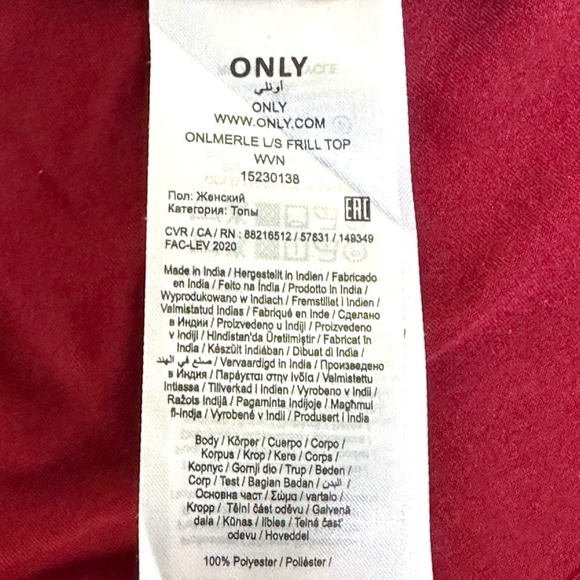 ONLY
أونلي
ONLY
WWW.ONLY.COM
ONLMERLE L/S FRILL TOP
WVN
15230138
Пол: Женский
Категория: Топы
EAC
CVR / CA / RN : 88216512 / 57831 / 149349
FAC-LEV 2020
Made in India / Hergestellt in Indien / Fabricado
en India / Feito na India / Prodotto in India /
Wyprodukowano w Indiach / Fremstillet i Indien /
Valmistatud Indias / Fabriqué en Inde / Сделано
в Индии / Proizvedeno u Indiji / Proizvedeno
v Indiji / Hindistan'da Üretilmiştir / Fabricat în
India / Készült Indiában / Dibuat di India /
صنع في الهند / Vervaardigd in India / Произведено
в Индия / Παράγεται στην Ινδία / Valmistettu
Intiassa / Tillverkad i Indien / Vyrobeno v Indii /
Ražots Indijā / Pagaminta Indijoje / Magħmul
fl-Indja / Vyrobené v Indii / Produsert i India
Body / Körper / Cuerpo / Corpo /
Korpus / Krop / Kere / Corps /
Корпус / Gornji dio / Trup / Beden /
Corp / Test / Bagian Badan / البدن /
Основна част / Σώμα / vartalo /
Kropp / Tělní část oděvu / Galvenā
daļa / Kūnas / Ilbies / Telná časť
odevu / Hoveddel
100% Polyester / Poliéster /